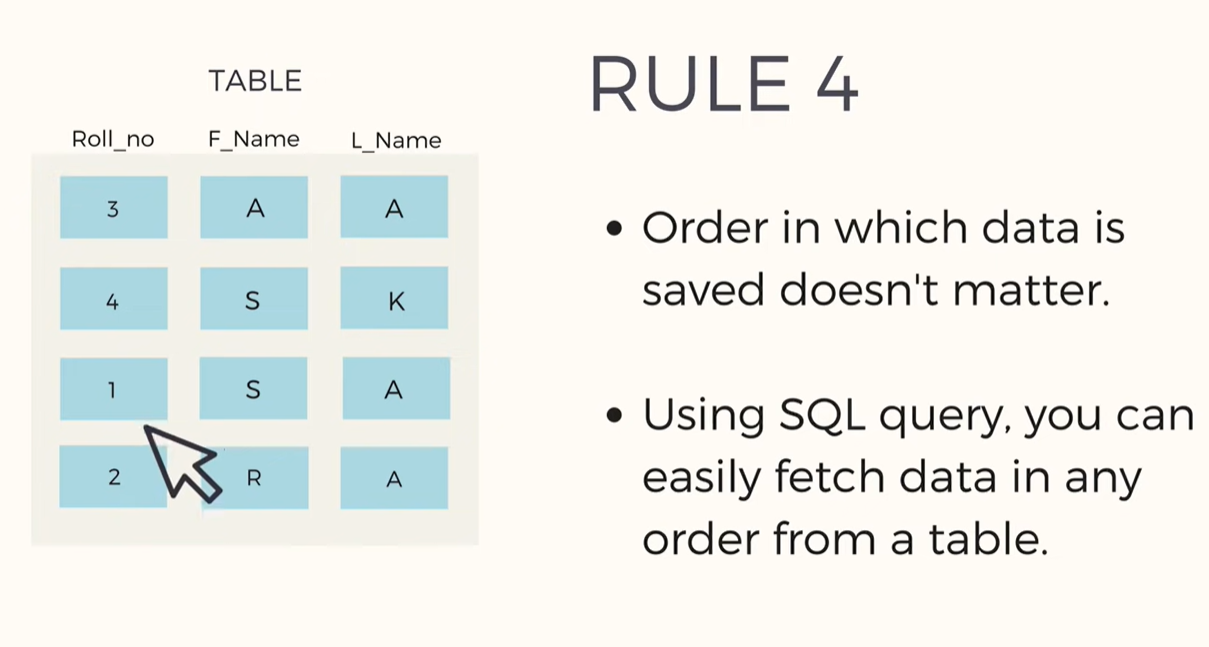 TABLE
Roll_no F_Name L_Name
3 A A
4 S K
1 S A
2 R A
RULE 4
• Order in which data is
saved doesn't matter.
• Using SQL query, you can
easily fetch data in any
order from a table.